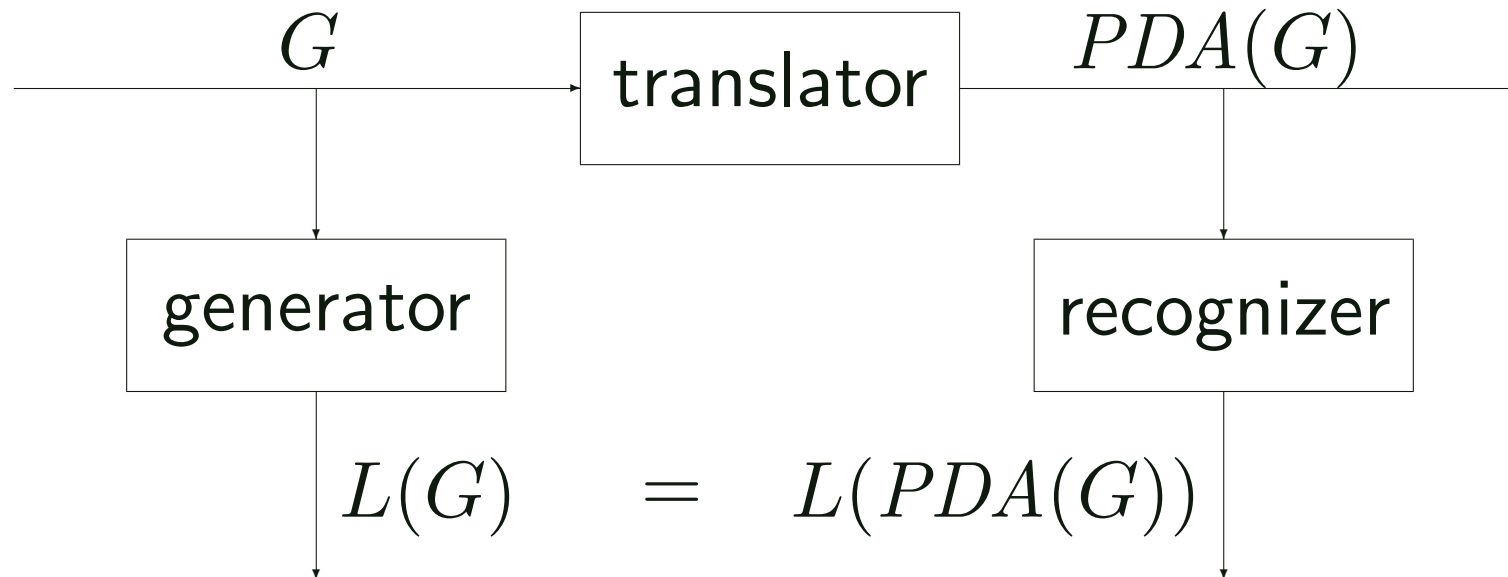 G
translator
PDA(G)
generator
recognizer
L(G) = L(PDA(G))